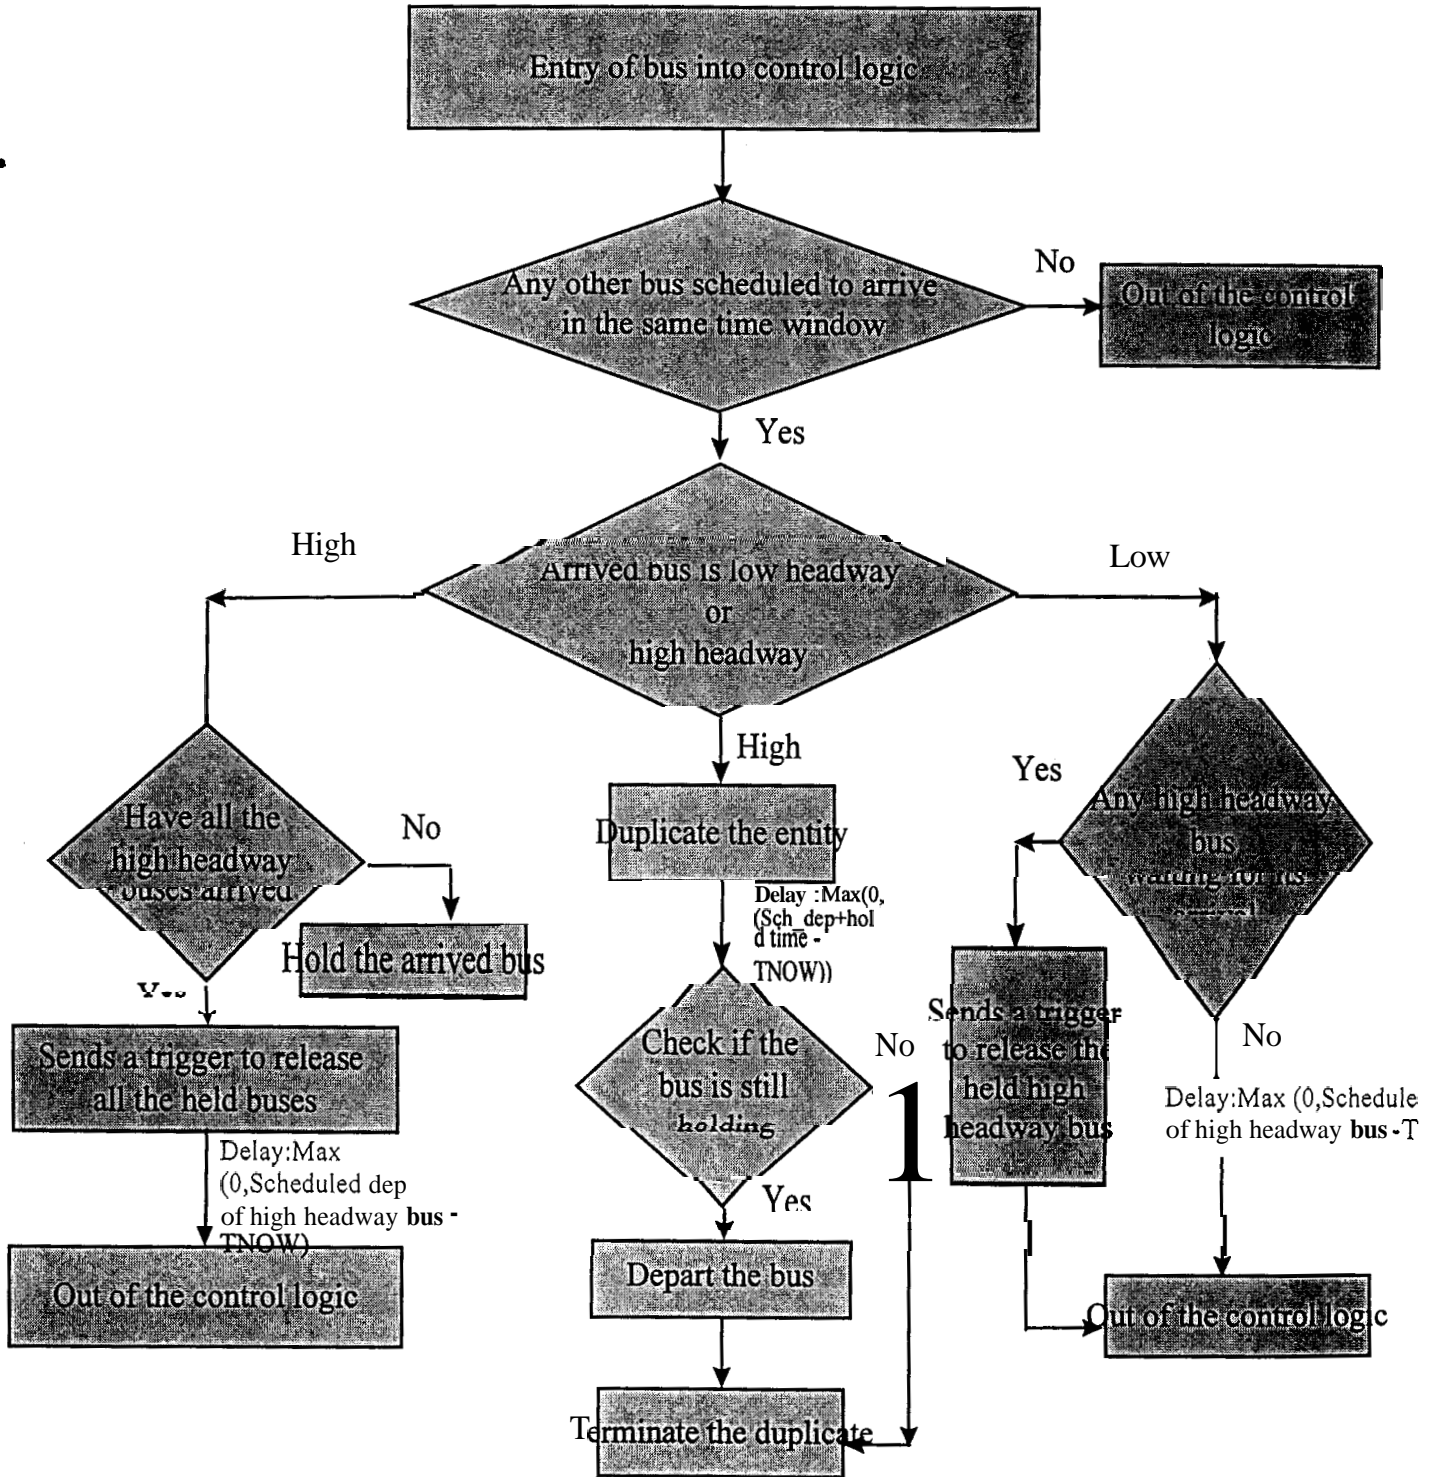 Entry of bus into control logic
Any other bus scheduled to arrive
in the same time window
No
Out of the control
logic
Yes
High
Low
Arrived bus is low headway
or
high headway
High
Yes
Any high headway
bus
waiting for its
Have all the
high headway
buses arrived
No
Duplicate the entity
Delay :Max(0,
(Sch_dep+hol
d time -
TNOW))
Hold the arrived bus
Yes
Sends a trigger to release
all the held buses
Check if the
bus is still
holding
No
1
Sends a trigger
to release the
held high
headway bus
No
Delay:Max (0,Schedule
of high headway bus -T
Delay:Max
(0,Scheduled dep
of high headway bus -
TNOW)
Yes
Out of the control logic
Depart the bus
Out of the control logic
Terminate the duplicate